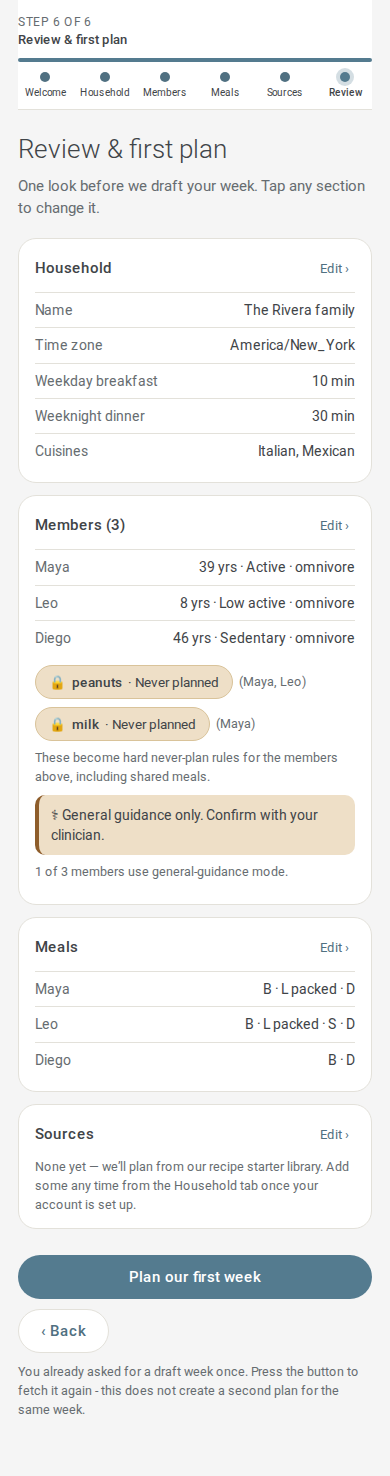 STEP 6 OF 6
Review & first plan
Welcome Household Members Meals Sources Review
Review & first plan
One look before we draft your week. Tap any section
to change it.
Household Edit ›
Name The Rivera family
Time zone America/New_York
Weekday breakfast 10 min
Weeknight dinner 30 min
Cuisines Italian, Mexican
Members (3) Edit ›
Maya 39 yrs · Active · omnivore
Leo 8 yrs · Low active · omnivore
Diego 46 yrs · Sedentary · omnivore
🔒 peanuts · Never planned (Maya, Leo)
🔒 milk · Never planned (Maya)
These become hard never-plan rules for the members
above, including shared meals.
⚕ General guidance only. Confirm with your
clinician.
1 of 3 members use general-guidance mode.
Meals Edit ›
Maya B · L packed · D
Leo B · L packed · S · D
Diego B · D
Sources Edit ›
None yet — we'll plan from our recipe starter library. Add
some any time from the Household tab once your
account is set up.
Plan our first week
‹ Back
You already asked for a draft week once. Press the button to
fetch it again - this does not create a second plan for the
same week.